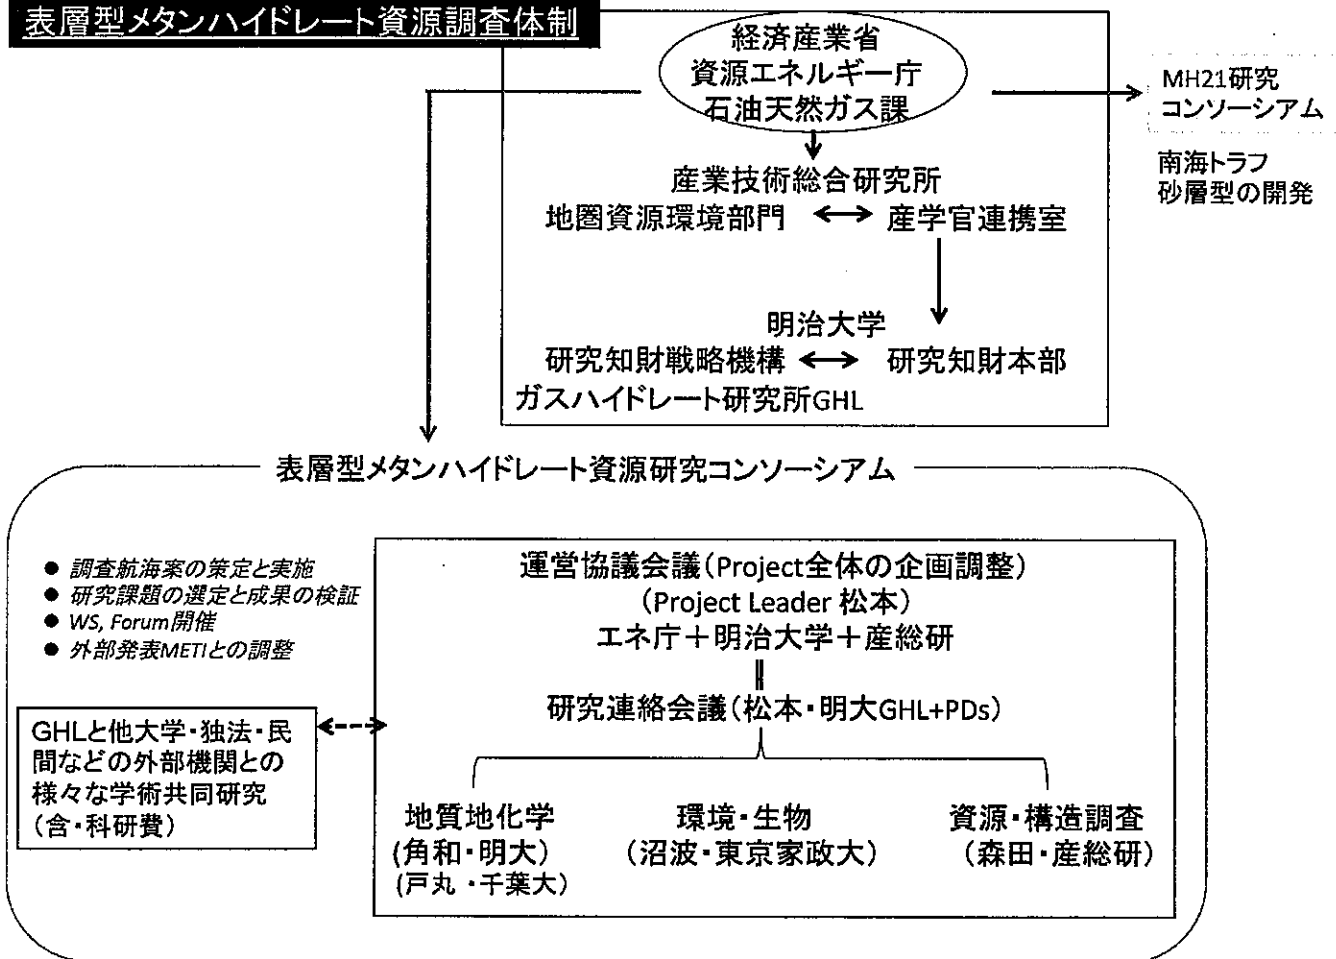 表層型メタンハイドレート資源調査体制
経済産業省
資源エネルギー庁
石油天然ガス課
MH21研究
コンソーシアム
南海トラフ
砂層型の開発
産業技術総合研究所
地圏資源環境部門
産学官連携室
明治大学
研究知財戦略機構
研究知財本部
ガスハイドレート研究所GHL
表層型メタンハイドレート資源研究コンソーシアム
● 調査航海案の策定と実施
● 研究課題の選定と成果の検証
● WS, Forum開催
● 外部発表METIとの調整
運営協議会議(Project全体の企画調整)
(Project Leader 松本)
エネ庁+明治大学+産総研
研究連絡会議(松本・明大GHL+PDs)
GHLと他大学・独法・民
間などの外部機関との
様々な学術共同研究
(含・科研費)
地質地化学
(角和・明大)
(戸丸・千葉大)
環境・生物
(沼波・東京家政大)
資源・構造調査
(森田・産総研)